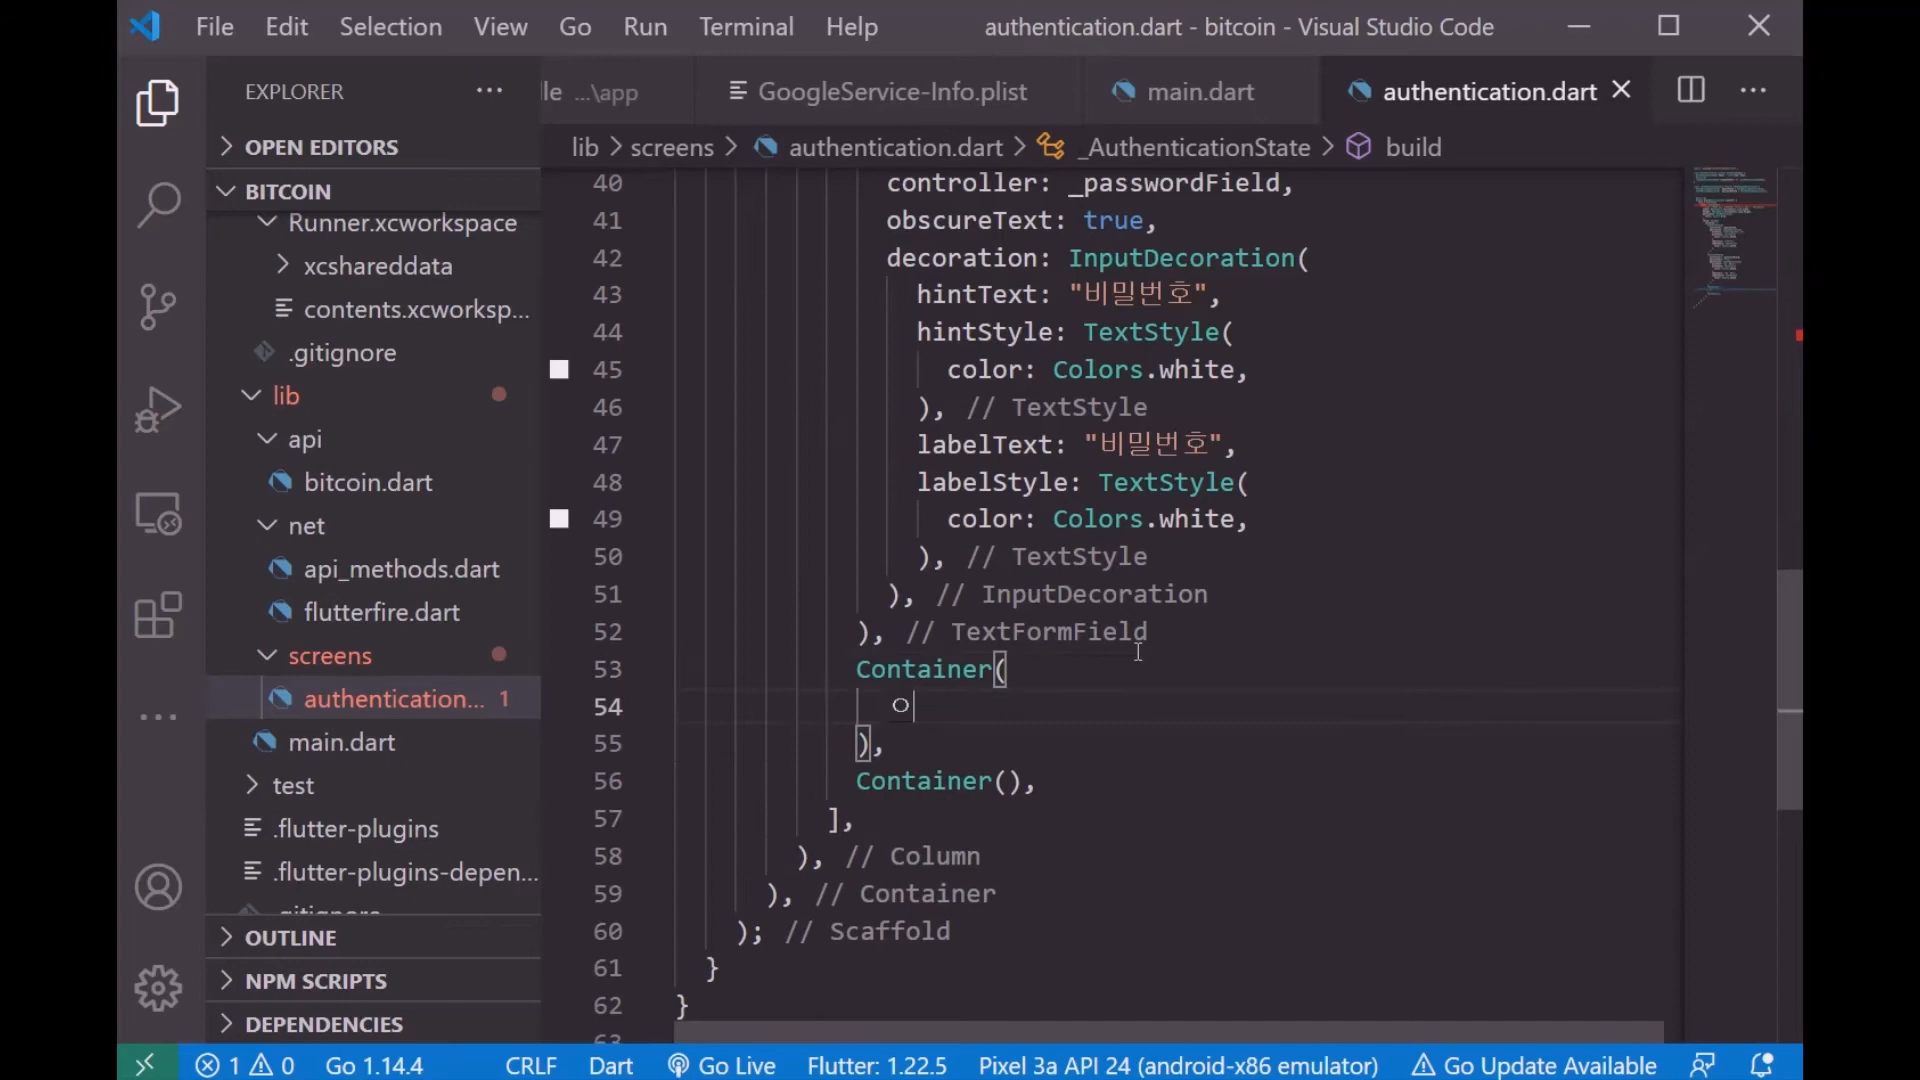 File Edit Selection View Go Run Terminal Help authentication.dart - bitcoin - Visual Studio Code
EXPLORER
le ...\app GoogleService-Info.plist main.dart authentication.dart
OPEN EDITORS
lib > screens > authentication.dart > _AuthenticationState > build
BITCOIN
Runner.xcworkspace
xcshareddata
contents.xcworksp...
.gitignore
lib
api
bitcoin.dart
net
api_methods.dart
flutterfire.dart
screens
authentication... 1
main.dart
test
.flutter-plugins
.flutter-plugins-depen...
.gitignore
OUTLINE
NPM SCRIPTS
DEPENDENCIES
40 controller: _passwordField,
41 obscureText: true,
42 decoration: InputDecoration(
43 hintText: "비밀번호",
44 hintStyle: TextStyle(
45 color: Colors.white,
46 ), // TextStyle
47 labelText: "비밀번호",
48 labelStyle: TextStyle(
49 color: Colors.white,
50 ), // TextStyle
51 ), // InputDecoration
52 ), // TextFormField
53 Container(
54 ㅇ
55 ),
56 Container(),
57 ],
58 ), // Column
59 ), // Container
60 ); // Scaffold
61 }
62 }
63
1 0 Go 1.14.4 CRLF Dart Go Live Flutter: 1.22.5 Pixel 3a API 24 (android-x86 emulator) Go Update Available